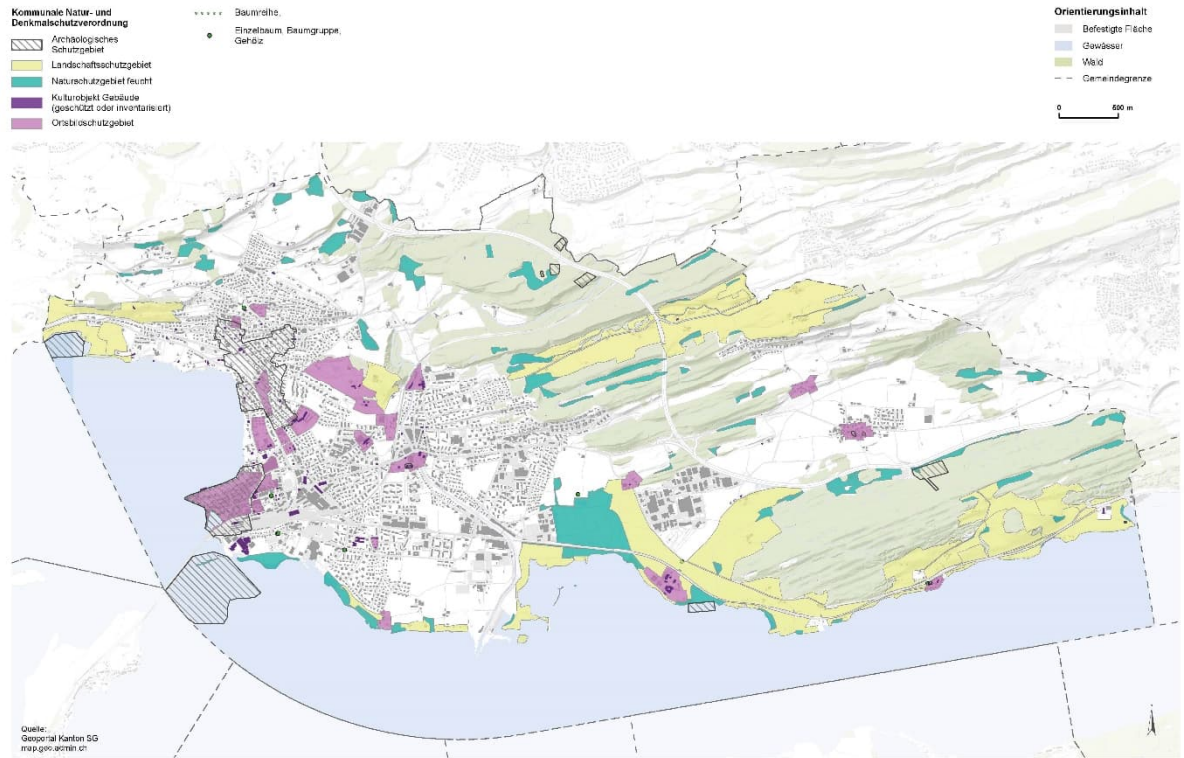 Kommunale Natur- und
Denkmalschutzverordnung
Archäologisches
Schutzgebiet
Landschaftsschutzgebiet
Naturschutzgebiet feucht
Kulturobjekt Gebäude
(geschützt oder inventarisiert)
Ortsbildschutzgebiet
Baumreihe,
Einzelbaum, Baumgruppe,
Gehölz
Orientierungsinhalt
Befestigte Fläche
Gewässer
Wald
Gemeindegrenze
0 500 m
Quelle:
Geoportal Kanton SG
map.geo.admin.ch